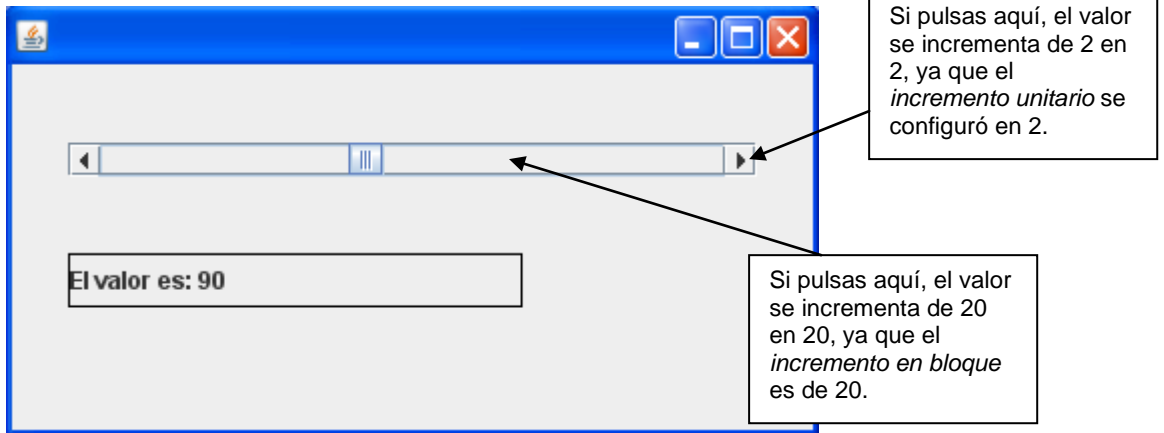 Si pulsas aquí, el valor
se incrementa de 2 en
2, ya que el
incremento unitario se
configuró en 2.
El valor es: 90
Si pulsas aquí, el valor
se incrementa de 20
en 20, ya que el
incremento en bloque
es de 20.